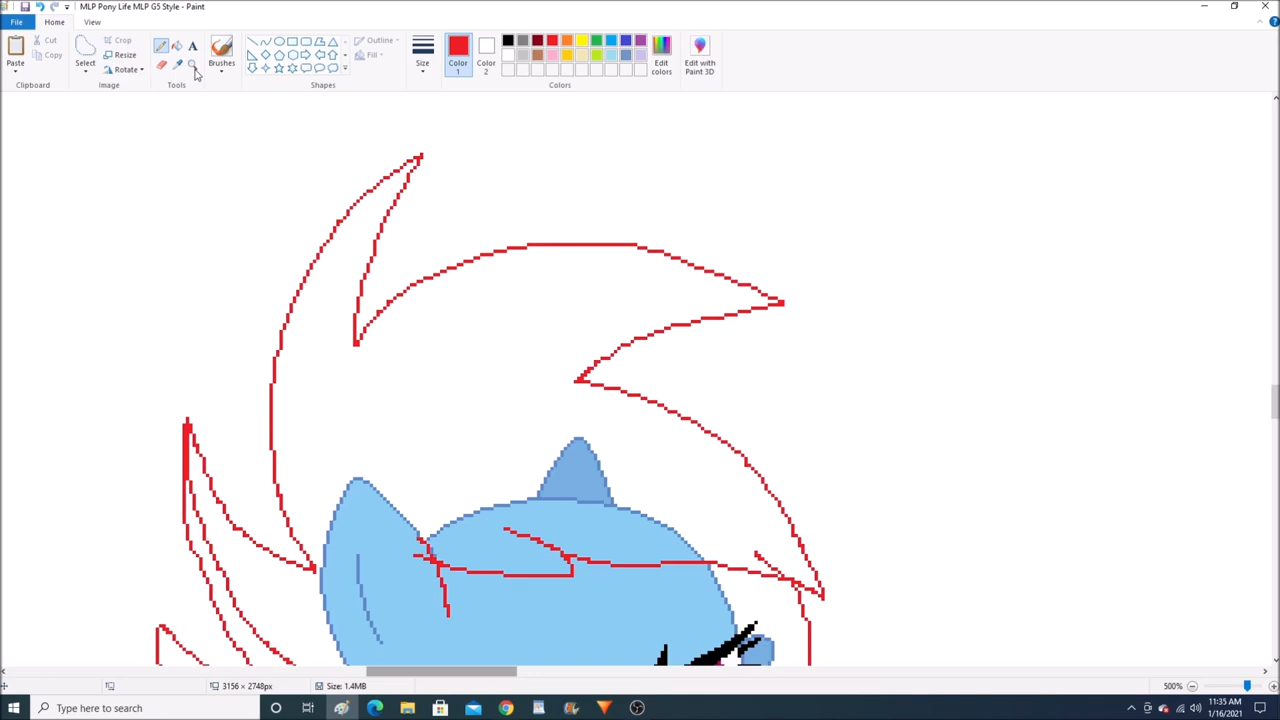 MLP Pony Life MLP G5 Style - Paint
File Home View
Paste
Cut
Copy
Clipboard
Select
Crop
Resize
Rotate
Image
A
Tools
Brushes
Outline
Fill
Shapes
Size
Color 1
Color 2
Edit colors
Edit with Paint 3D
Colors
3156 × 2748px
Size: 1.4MB
500%
Type here to search
11:35 AM
1/16/2021